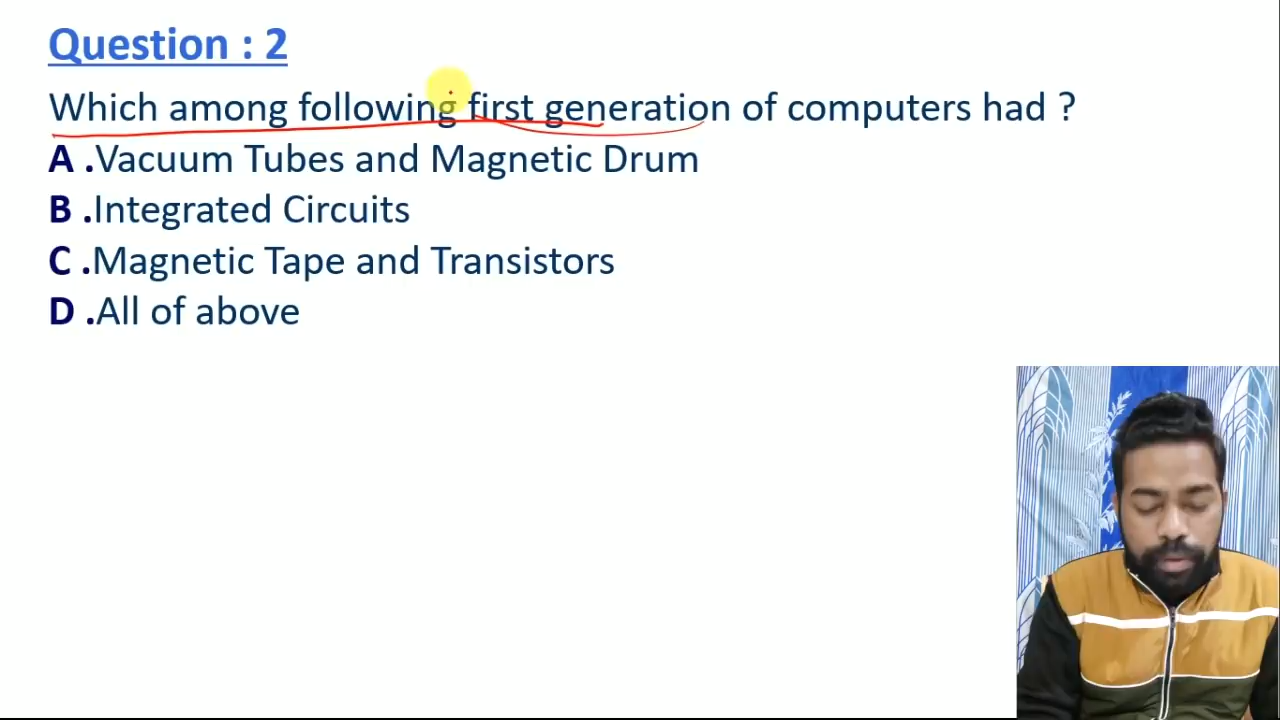 Question : 2
Which among following first generation of computers had ?
A .Vacuum Tubes and Magnetic Drum
B .Integrated Circuits
C .Magnetic Tape and Transistors
D .All of above